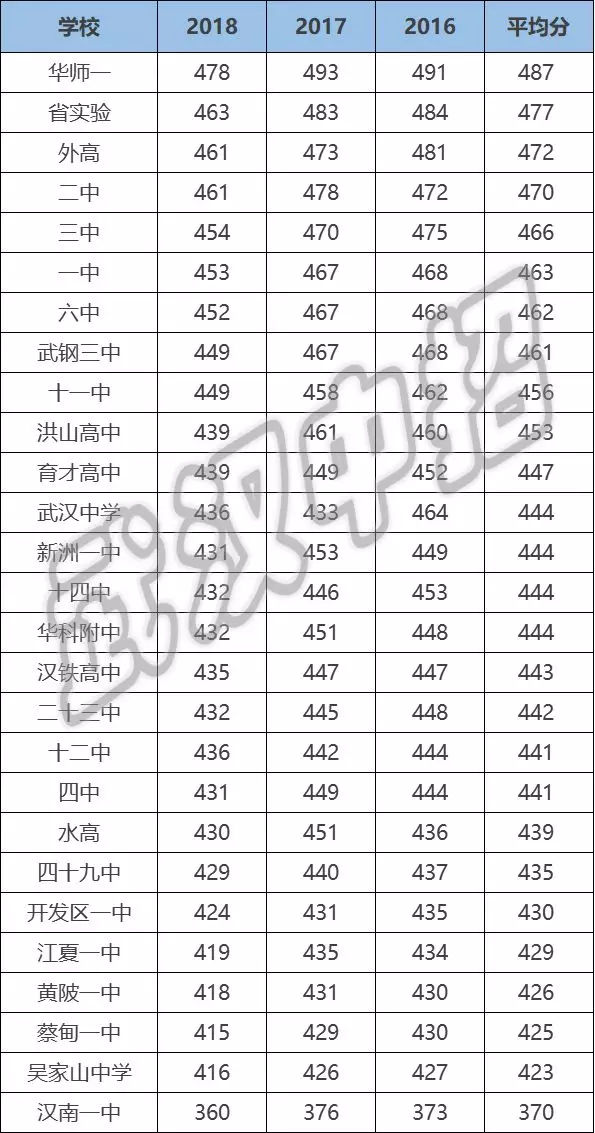 学校 2018 2017 2016 平均分
华师一 478 493 491 487
省实验 463 483 484 477
外高 461 473 481 472
二中 461 478 472 470
三中 454 470 475 466
一中 453 467 468 463
六中 452 467 468 462
武钢三中 449 467 468 461
十一中 449 458 462 456
洪山高中 439 461 460 453
育才高中 439 449 452 447
武汉中学 436 433 464 444
新洲一中 431 453 449 444
十四中 432 446 453 444
华科附中 432 451 448 444
汉铁高中 435 447 447 443
二十三中 432 445 448 442
十二中 436 442 444 441
四中 431 449 444 441
水高 430 451 436 439
四十九中 429 440 437 435
开发区一中 424 431 435 430
江夏一中 419 435 434 429
黄陂一中 418 431 430 426
蔡甸一中 415 429 430 425
吴家山中学 416 426 427 423
汉南一中 360 376 373 370
武汉中招